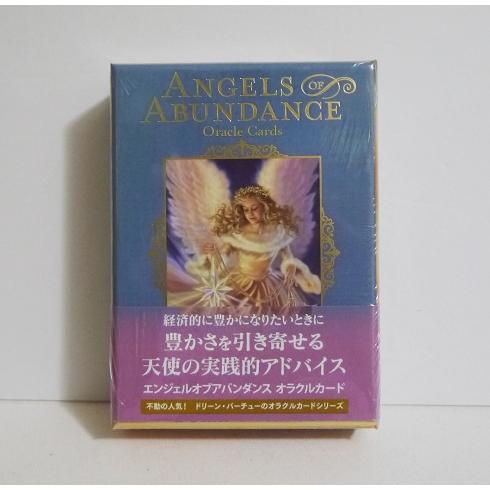 ANGELS OF
ABUNDANCE
Oracle Cards
経済的に豊かになりたいときに
豊かさを引き寄せる
天使の実践的アドバイス
エンジェルオブアバンダンス オラクルカード
不動の人気! ドリーン・バーチューのオラクルカードシリーズ